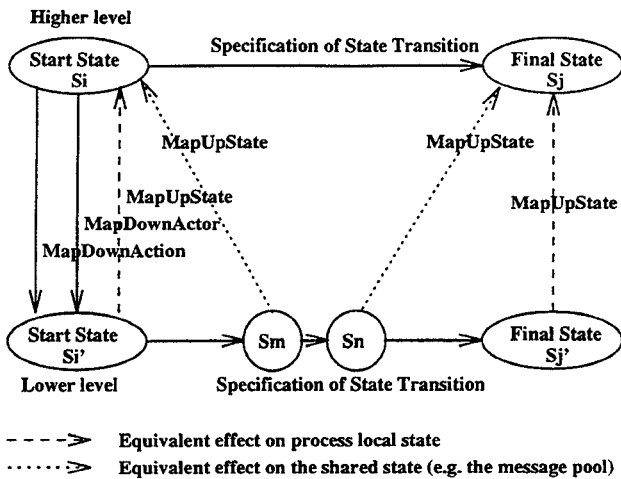 Higher level
Specification of State Transition
Start State
Si
Final State
Sj
MapUpState
MapUpState
MapUpState
MapUpState
MapDownActor
MapDownAction
Start State
Si'
Sm
Sn
Final State
Sj'
Lower level
Specification of State Transition
Equivalent effect on process local state
Equivalent effect on the shared state (e.g. the message pool)